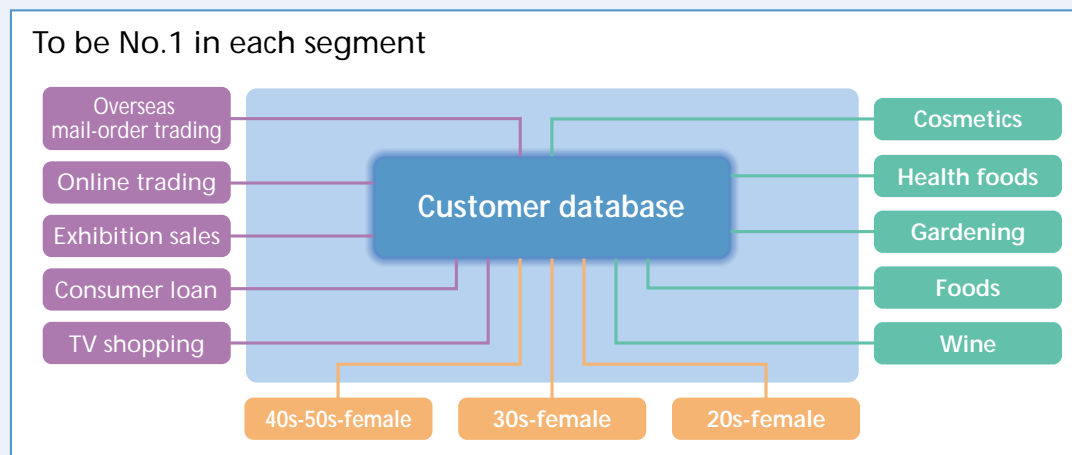 To be No.1 in each segment
Overseas
mail-order trading
Online trading
Exhibition sales
Consumer loan
TV shopping
Customer database
Cosmetics
Health foods
Gardening
Foods
Wine
40s-50s-female
30s-female
20s-female